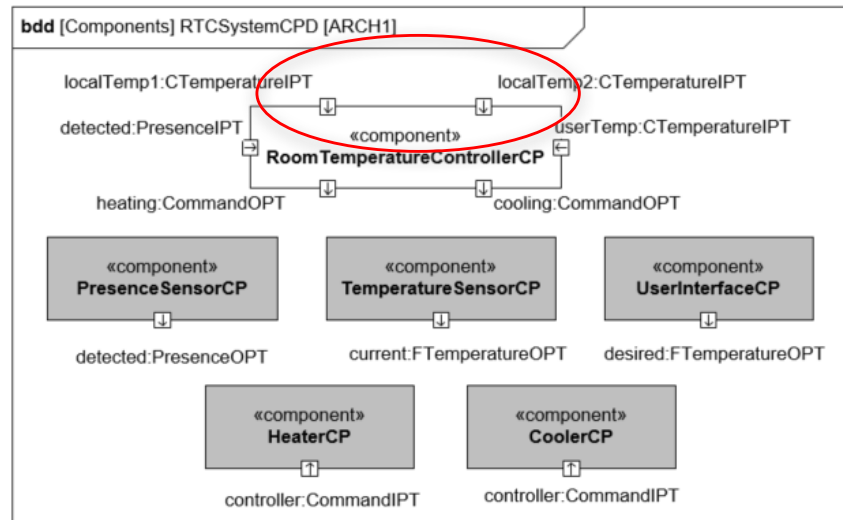 bdd [Components] RTCSystemCPD [ARCH1]
localTemp1:CTemperatureIPT
localTemp2:CTemperatureIPT
detected:PresenceIPT
«component»
userTemp:CTemperatureIPT
RoomTemperatureControllerCP
heating:CommandOPT
cooling:CommandOPT
«component»
PresenceSensorCP
«component»
TemperatureSensorCP
«component»
UserInterfaceCP
detected:PresenceOPT
current:FTemperatureOPT
desired:FTemperatureOPT
«component»
HeaterCP
«component»
CoolerCP
controller:CommandIPT
controller:CommandIPT